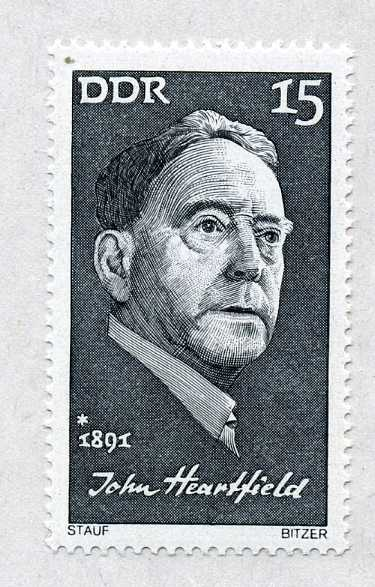 DDR 15
*
1891
John Heartfield
STAUF BITZER